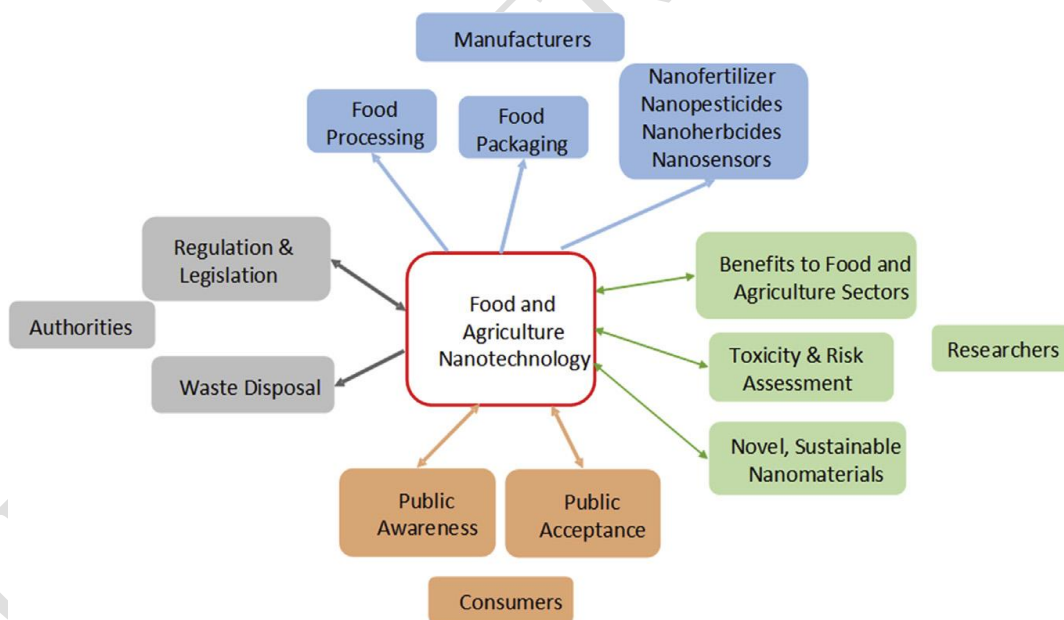 Manufacturers
Food
Processing
Food
Packaging
Nanofertilizer
Nanopesticides
Nanoherbcides
Nanosensors
Regulation &
Legislation
Authorities
Waste Disposal
Food and
Agriculture
Nanotechnology
Benefits to Food and
Agriculture Sectors
Toxicity & Risk
Assessment
Researchers
Novel, Sustainable
Nanomaterials
Public
Awareness
Public
Acceptance
Consumers